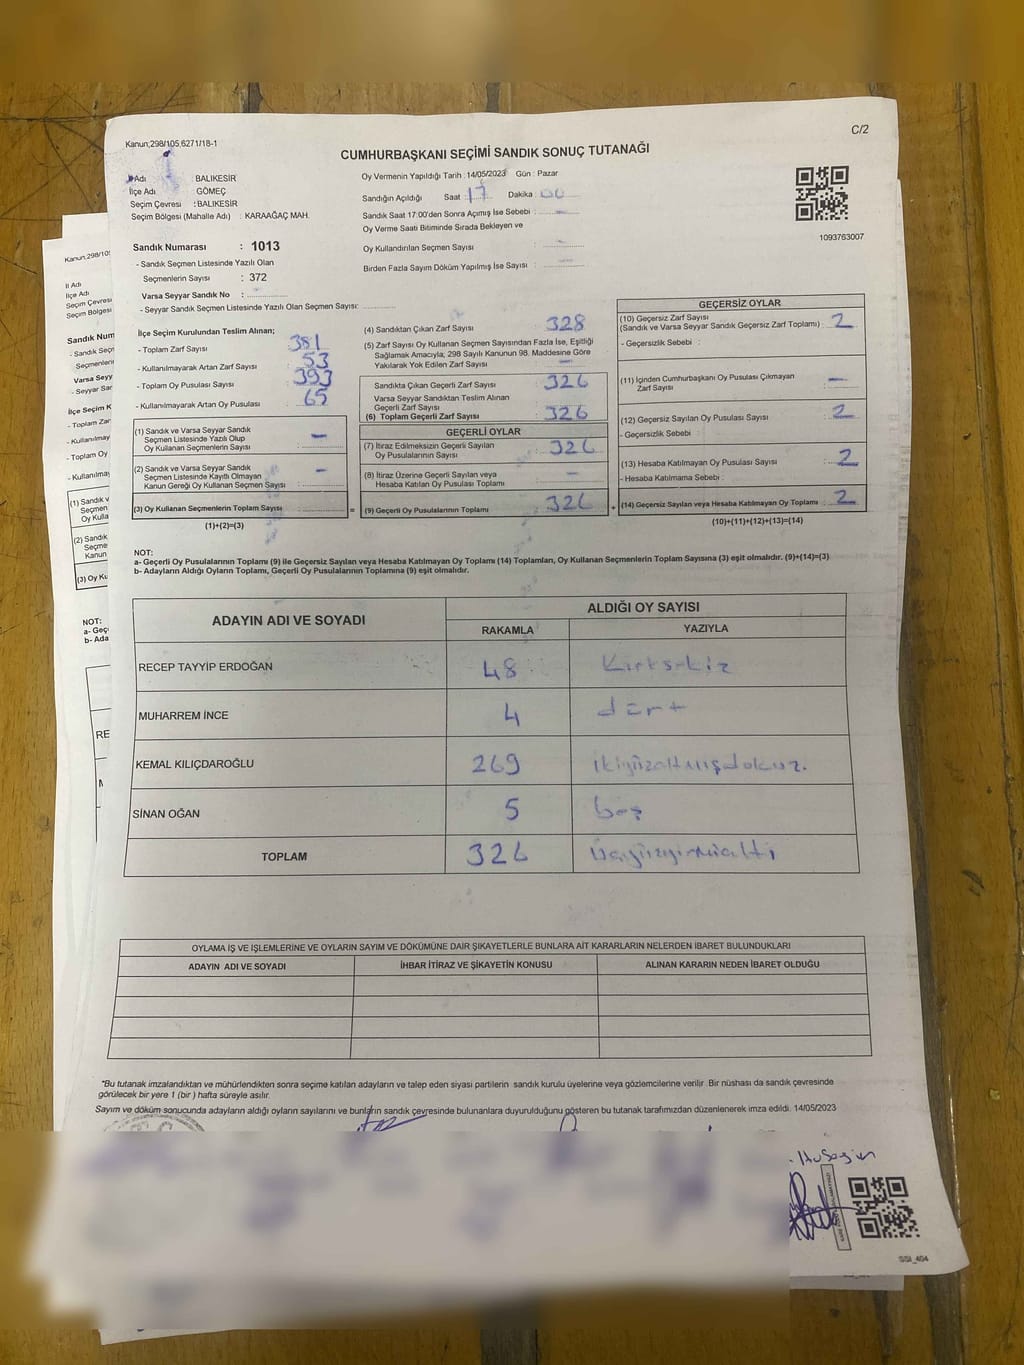 Kanun;298/105,6271/18-1
C/2
CUMHURBAŞKANI SEÇİMİ SANDIK SONUÇ TUTANAĞI
İl Adı : BALIKESİR
İlçe Adı : GÖMEÇ
Seçim Çevresi : BALIKESİR
Seçim Bölgesi (Mahalle Adı) : KARAAĞAÇ MAH.
Sandık Numarası : 1013
- Sandık Seçmen Listesinde Yazılı Olan
Seçmenlerin Sayısı : 372
Varsa Seyyar Sandık No :
- Seyyar Sandık Seçmen Listesinde Yazılı Olan Seçmen Sayısı:
Oy Vermenin Yapıldığı Tarih : 14/05/2023 Gün : Pazar
Sandığın Açıldığı Saat : 17 Dakika : 00
Sandık Saat 17:00'den Sonra Açımış İse Sebebi : -
Oy Verme Saati Bitiminde Sırada Bekleyen ve
Oy Kullandırılan Seçmen Sayısı : -
Birden Fazla Sayım Döküm Yapılmış İse Sayısı : -
1093763007
İlçe Seçim Kurulundan Teslim Alınan;
- Toplam Zarf Sayısı : 381
- Kullanılmayarak Artan Zarf Sayısı : 53
- Toplam Oy Pusulası Sayısı : 393
- Kullanılmayarak Artan Oy Pusulası : 65
(1) Sandık ve Varsa Seyyar Sandık
Seçmen Listesinde Yazılı Olup
Oy Kullanan Seçmenlerin Sayısı : -
(2) Sandık ve Varsa Seyyar Sandık
Seçmen Listesinde Kayıtlı Olmayan
Kanun Gereği Oy Kullanan Seçmen Sayısı : -
(3) Oy Kullanan Seçmenlerin Toplam Sayısı :
(1)+(2)=(3)
(4) Sandıktan Çıkan Zarf Sayısı : 328
(5) Zarf Sayısı Oy Kullanan Seçmen Sayısından Fazla İse, Eşitliği
Sağlamak Amacıyla; 298 Sayılı Kanunun 98. Maddesine Göre
Yakılarak Yok Edilen Zarf Sayısı : -
Sandıkta Çıkan Geçerli Zarf Sayısı : 326
Varsa Seyyar Sandıktan Teslim Alınan
Geçerli Zarf Sayısı :
(6) Toplam Geçerli Zarf Sayısı : 326
GEÇERLİ OYLAR
(7) İtiraz Edilmeksizin Geçerli Sayılan
Oy Pusulalarının Sayısı : 326
(8) İtiraz Üzerine Geçerli Sayılan veya
Hesaba Katılan Oy Pusulası Toplamı : -
= (9) Geçerli Oy Pusulalarının Toplamı : 326
GEÇERSİZ OYLAR
(10) Geçersiz Zarf Sayısı
(Sandık ve Varsa Seyyar Sandık Geçersiz Zarf Toplamı) : 2
- Geçersizlik Sebebi :
(11) İçinden Cumhurbaşkanı Oy Pusulası Çıkmayan
Zarf Sayısı : -
(12) Geçersiz Sayılan Oy Pusulası Sayısı : 2
- Geçersizlik Sebebi :
(13) Hesaba Katılmayan Oy Pusulası Sayısı : 2
- Hesaba Katılmama Sebebi :
+ (14) Geçersiz Sayılan veya Hesaba Katılmayan Oy Toplamı : 2
(10)+(11)+(12)+(13)=(14)
NOT:
a- Geçerli Oy Pusulalarının Toplamı (9) ile Geçersiz Sayılan veya Hesaba Katılmayan Oy Toplamı (14) Toplamları, Oy Kullanan Seçmenlerin Toplam Sayısına (3) eşit olmalıdır. (9)+(14)=(3)
b- Adayların Aldığı Oyların Toplamı, Geçerli Oy Pusulalarının Toplamına (9) eşit olmalıdır.
ADAYIN ADI VE SOYADI ALDIĞI OY SAYISI
RAKAMLA YAZIYLA
RECEP TAYYİP ERDOĞAN 48 Kırksekiz
MUHARREM İNCE 4 dört
KEMAL KILIÇDAROĞLU 269 ikiyüzaltmışdokuz.
SİNAN OĞAN 5 beş
TOPLAM 326 Üçyüzyirmialtı
OYLAMA İŞ VE İŞLEMLERİNE VE OYLARIN SAYIM VE DÖKÜMÜNE DAİR ŞİKAYETLERLE BUNLARA AİT KARARLARIN NELERDEN İBARET BULUNDUKLARI
ADAYIN ADI VE SOYADI İHBAR İTİRAZ VE ŞİKAYETİN KONUSU ALINAN KARARIN NEDEN İBARET OLDUĞU
*Bu tutanak imzalandıktan ve mühürlendikten sonra seçime katılan adayların ve talep eden siyasi partilerin sandık kurulu üyelerine veya gözlemcilerine verilir. Bir nüshası da sandık çevresinde
görülecek bir yere 1 (bir) hafta süreyle asılır.
Sayım ve döküm sonucunda adayların aldığı oyların sayılarını ve bunların sandık çevresinde bulunanlara duyurulduğunu gösteren bu tutanak tarafımızdan düzenlenerek imza edildi. 14/05/2023